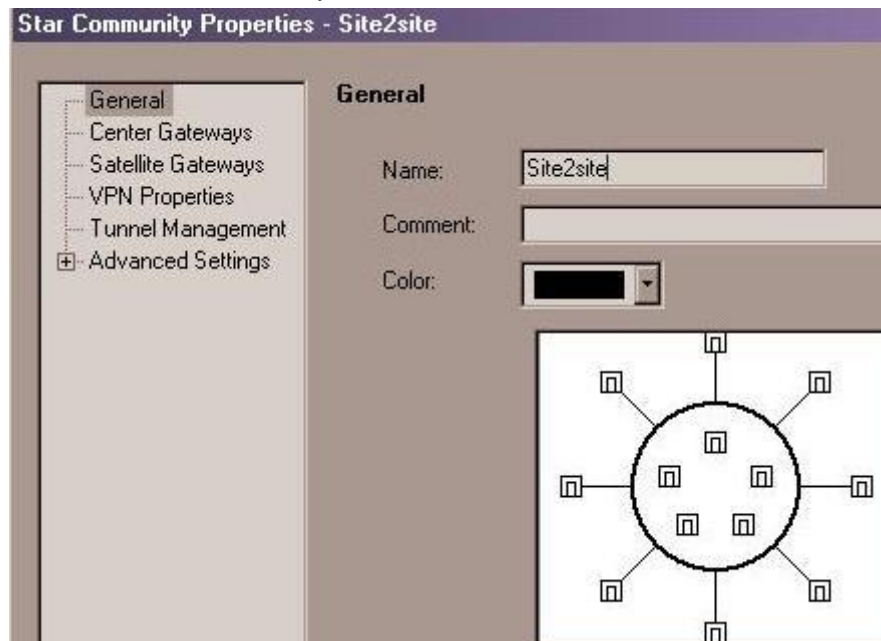 Star Community Properties - Site2site
General
Center Gateways
Satellite Gateways
VPN Properties
Tunnel Management
Advanced Settings
General
Name: Site2site
Comment:
Color: